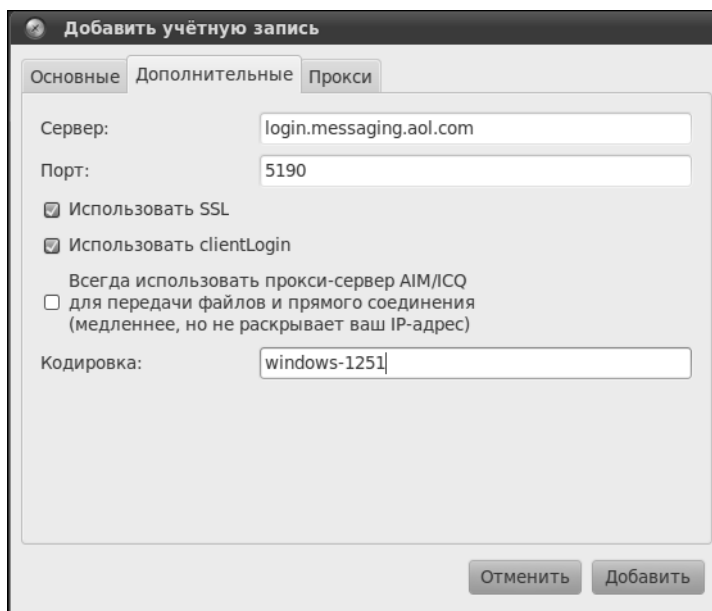 Добавить учётную запись
Основные Дополнительные Прокси
Сервер: login.messaging.aol.com
Порт: 5190
Использовать SSL
Использовать clientLogin
Всегда использовать прокси-сервер AIM/ICQ
для передачи файлов и прямого соединения
(медленнее, но не раскрывает ваш IP-адрес)
Кодировка: windows-1251
Отменить Добавить